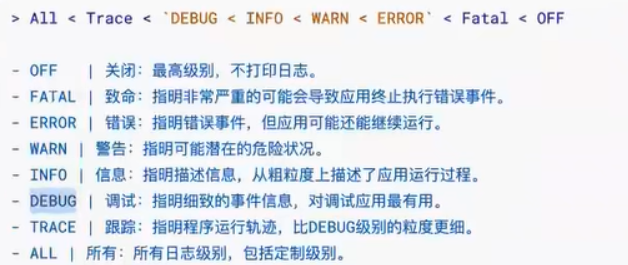 > All < Trace < `DEBUG < INFO < WARN < ERROR` < Fatal < OFF
- OFF | 关闭：最高级别，不打印日志。
- FATAL | 致命：指明非常严重的可能会导致应用终止执行错误事件。
- ERROR | 错误：指明错误事件，但应用可能还能继续运行。
- WARN | 警告：指明可能潜在的危险状况。
- INFO | 信息：指明描述信息，从粗粒度上描述了应用运行过程。
- DEBUG | 调试：指明细致的事件信息，对调试应用最有用。
- TRACE | 跟踪：指明程序运行轨迹，比DEBUG级别的粒度更细。
- ALL | 所有：所有日志级别，包括定制级别。